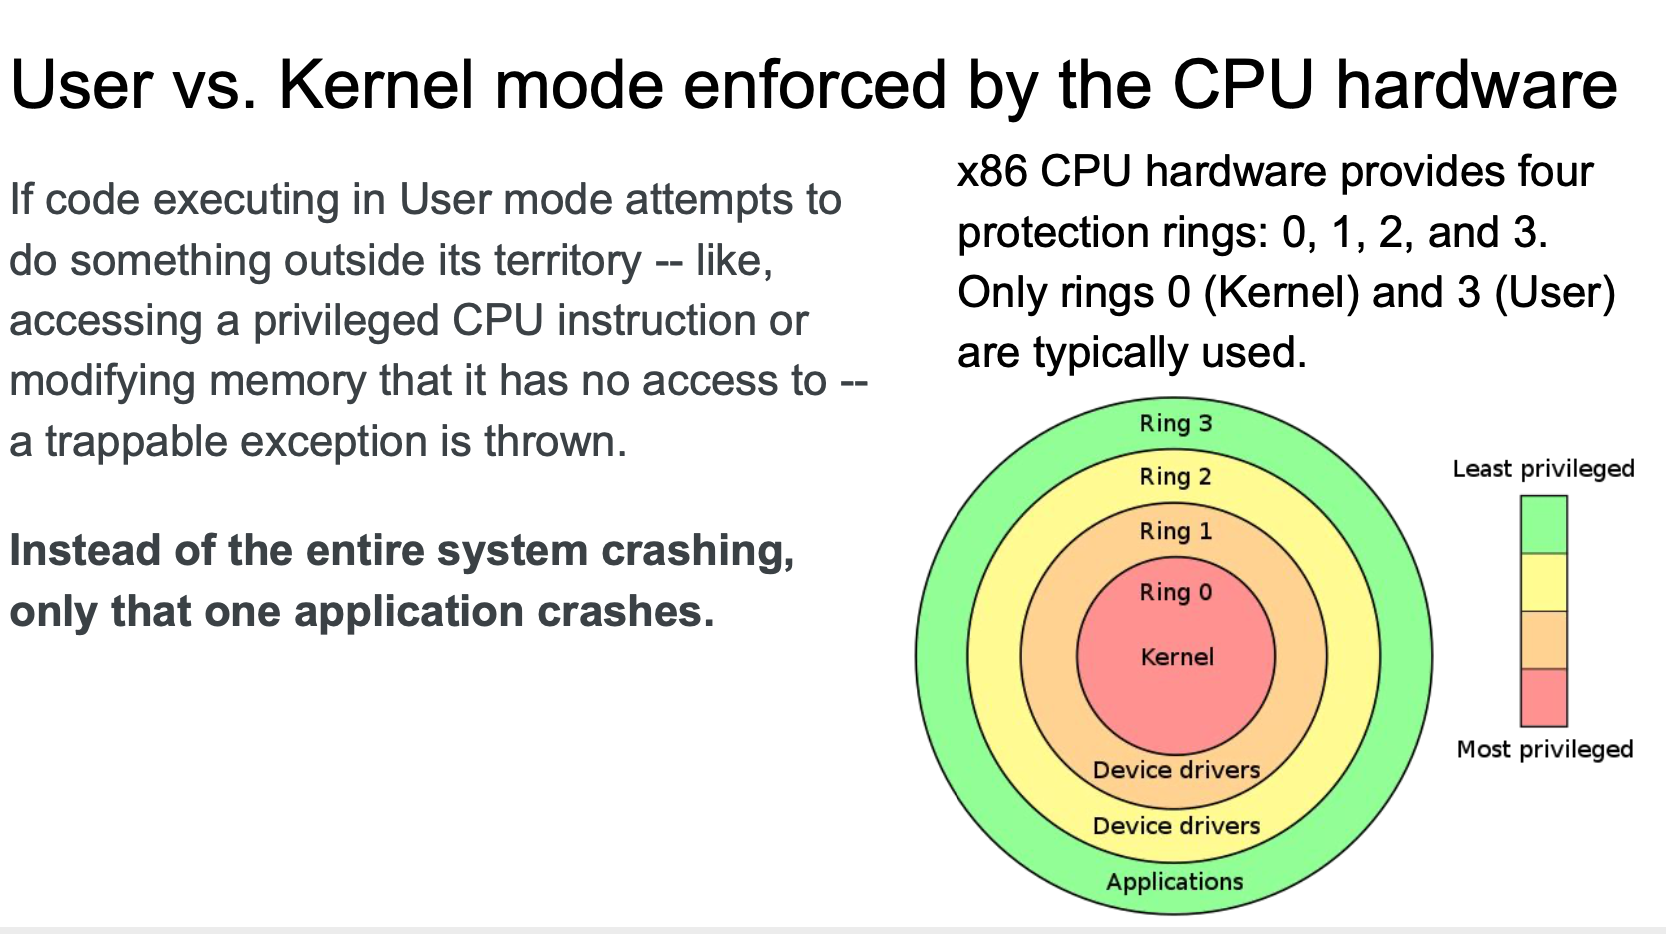 User vs. Kernel mode enforced by the CPU hardware
If code executing in User mode attempts to
do something outside its territory -- like,
accessing a privileged CPU instruction or
modifying memory that it has no access to --
a trappable exception is thrown.
Instead of the entire system crashing,
only that one application crashes.
x86 CPU hardware provides four
protection rings: 0, 1, 2, and 3.
Only rings 0 (Kernel) and 3 (User)
are typically used.
Ring 3
Ring 2
Ring 1
Ring 0
Kernel
Device drivers
Device drivers
Applications
Least privileged
Most privileged